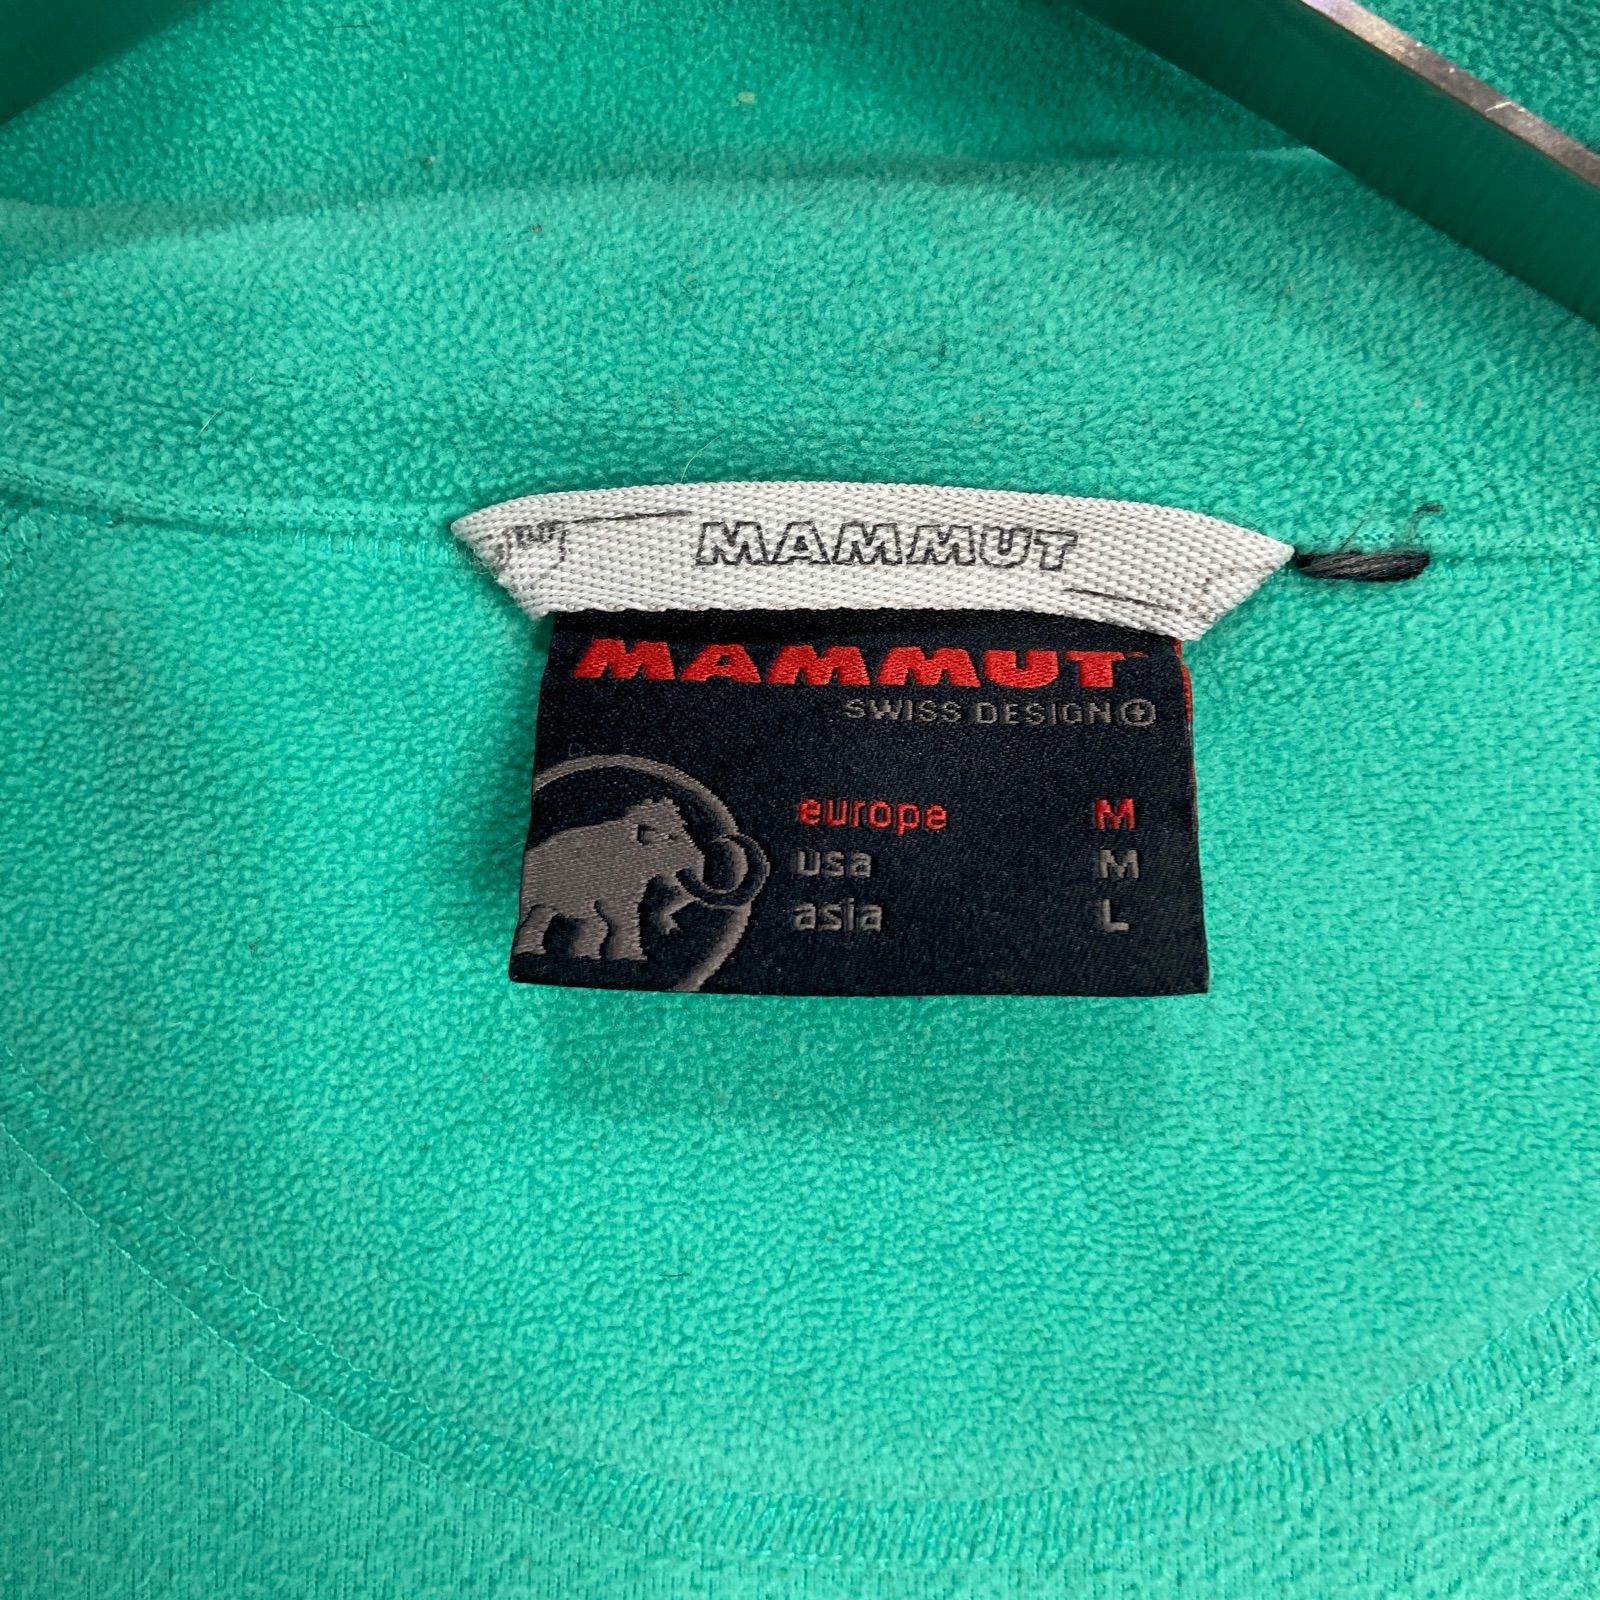 MAMMUT
MAMMUT
SWISS DESIGN
europe M
usa M
asia L